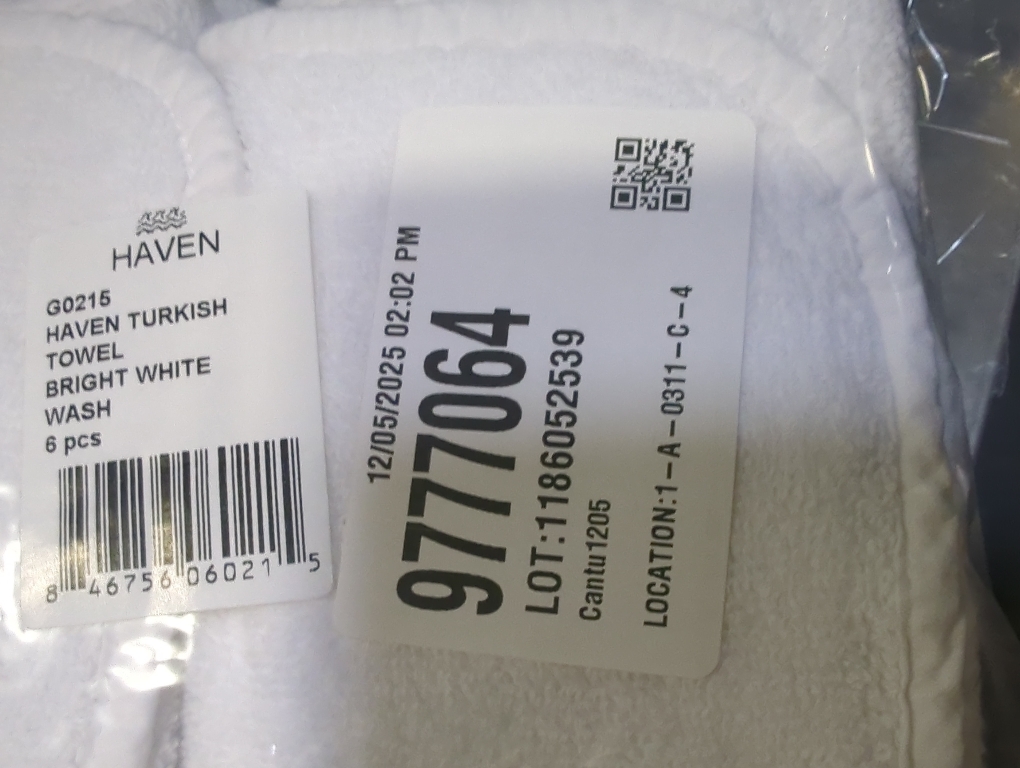 HAVEN
G0215
HAVEN TURKISH
TOWEL
BRIGHT WHITE
WASH
6 pcs
8 46756 06021 5
12/05/2025 02:02 PM
9777064
LOT:1186052539
Cantu1205
LOCATION:1-A-0311-C-4